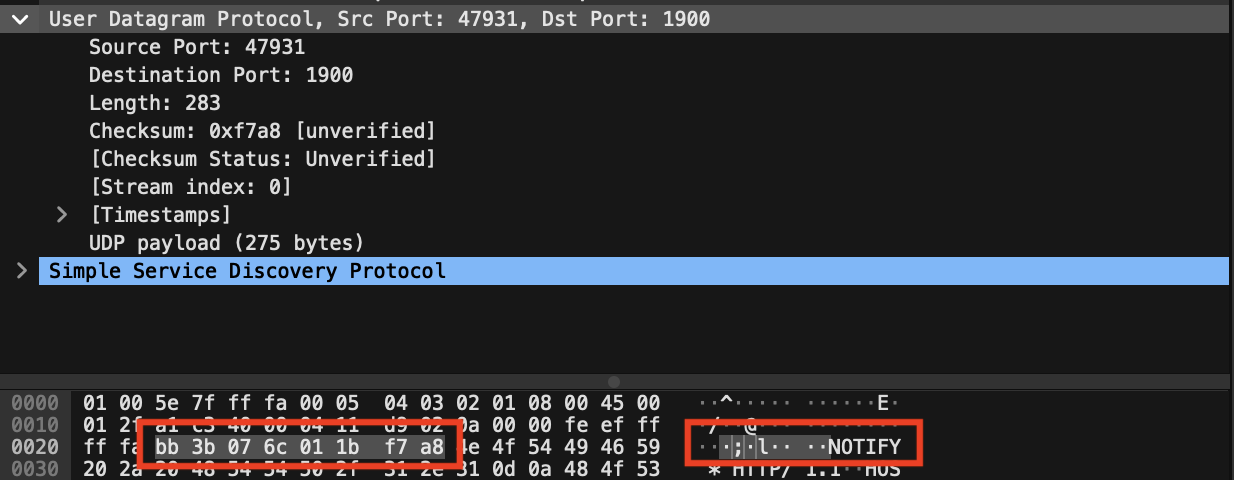 User Datagram Protocol, Src Port: 47931, Dst Port: 1900
Source Port: 47931
Destination Port: 1900
Length: 283
Checksum: 0xf7a8 [unverified]
[Checksum Status: Unverified]
[Stream index: 0]
[Timestamps]
UDP payload (275 bytes)
Simple Service Discovery Protocol
0000 01 00 5e 7f ff fa 00 05 04 03 02 01 08 00 45 00 ··^····· ······E·
0010 01 2f a1 c3 40 00 04 11 d9 02 0a 00 00 fe ef ff ·/··@··· ········
0020 ff fa bb 3b 07 6c 01 1b f7 a8 4e 4f 54 49 46 59 ···;·l·· ··NOTIFY
0030 20 2a 20 48 54 54 50 2f 31 2e 31 0d 0a 48 4f 53 * HTTP/ 1.1··HOS